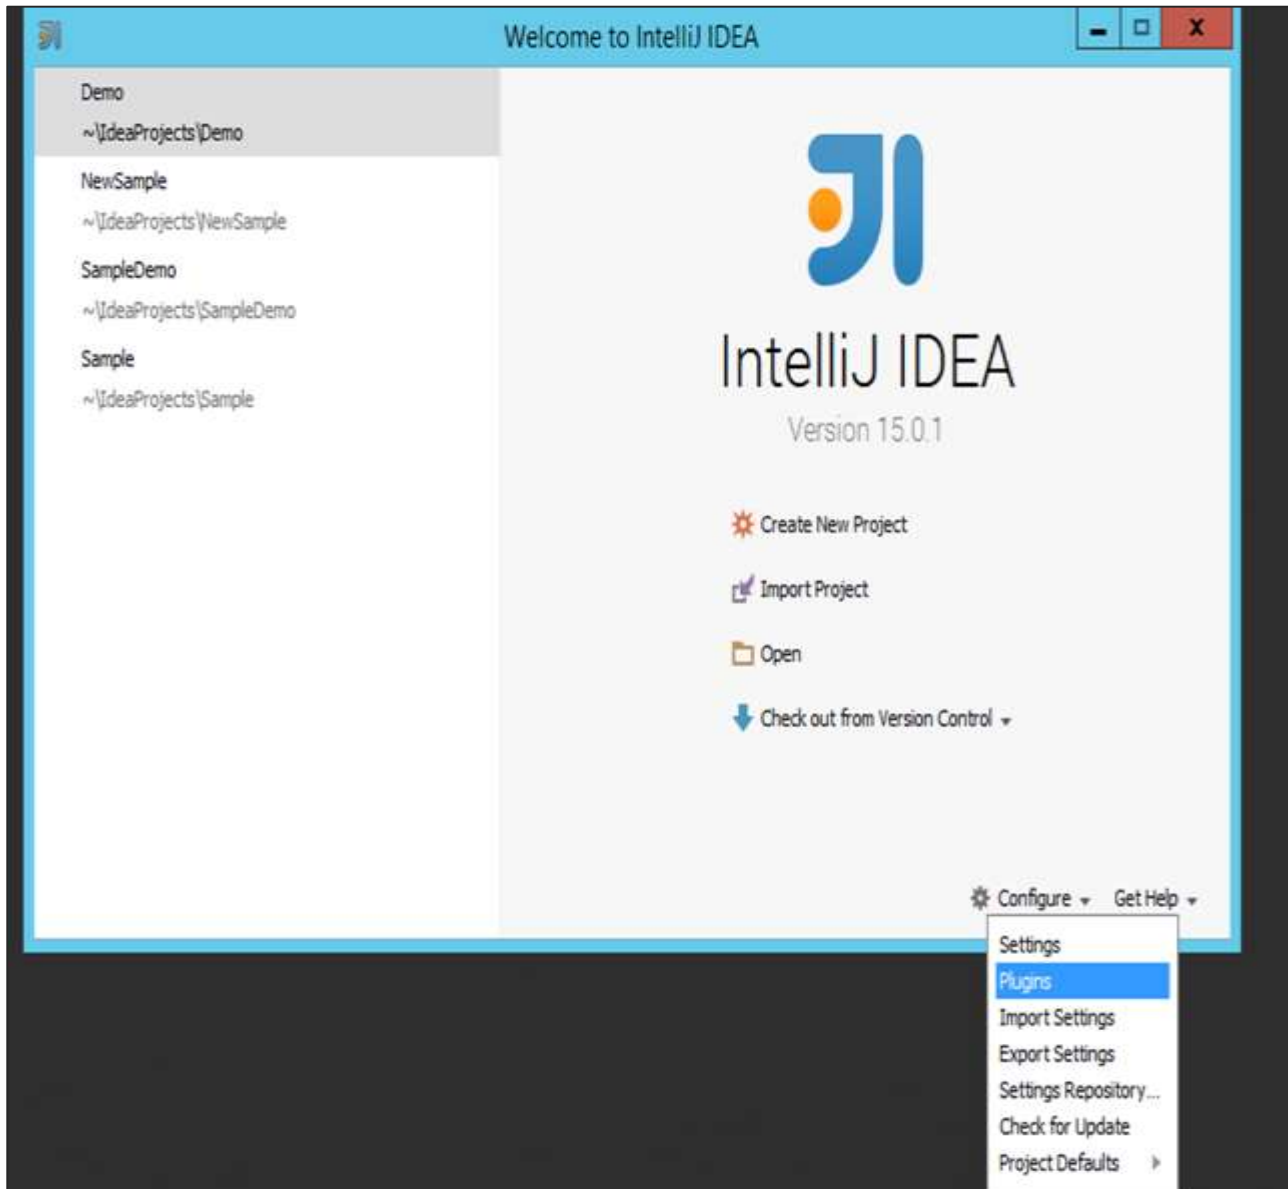 Welcome to IntelliJ IDEA
Demo
~\IdeaProjects\Demo
NewSample
~\IdeaProjects\NewSample
SampleDemo
~\IdeaProjects\SampleDemo
Sample
~\IdeaProjects\Sample
IntelliJ IDEA
Version 15.0.1
Create New Project
Import Project
Open
Check out from Version Control
Configure
Get Help
Settings
Plugins
Import Settings
Export Settings
Settings Repository...
Check for Update
Project Defaults